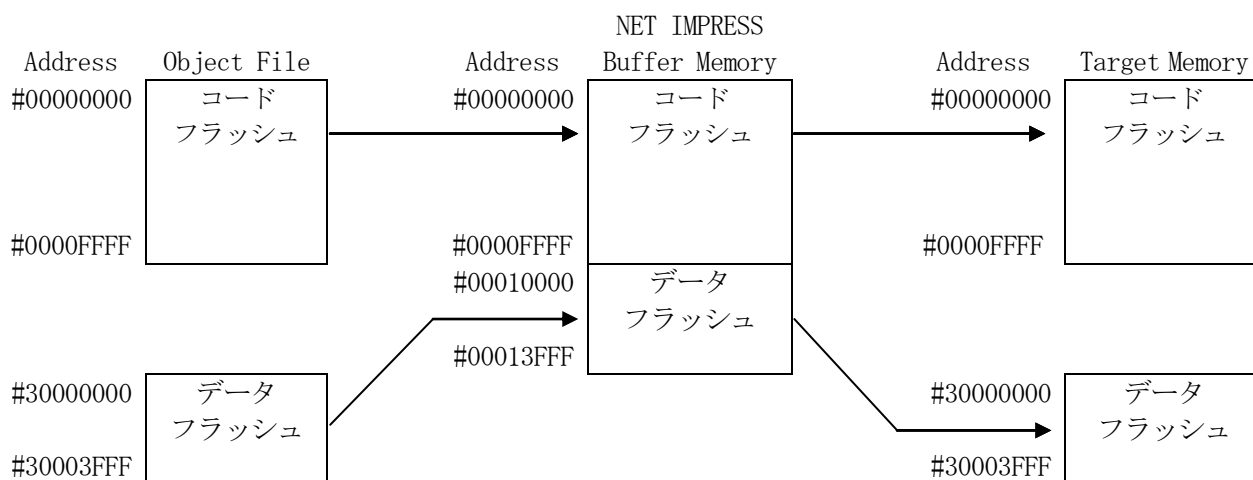 NET IMPRESS
Address Object File Address Buffer Memory Address Target Memory
#00000000 コード #00000000 コード #00000000 コード
フラッシュ フラッシュ フラッシュ
#0000FFFF #0000FFFF #0000FFFF
#00010000 データ
フラッシュ
#00013FFF
#30000000 データ #30000000 データ
フラッシュ フラッシュ
#30003FFF #30003FFF